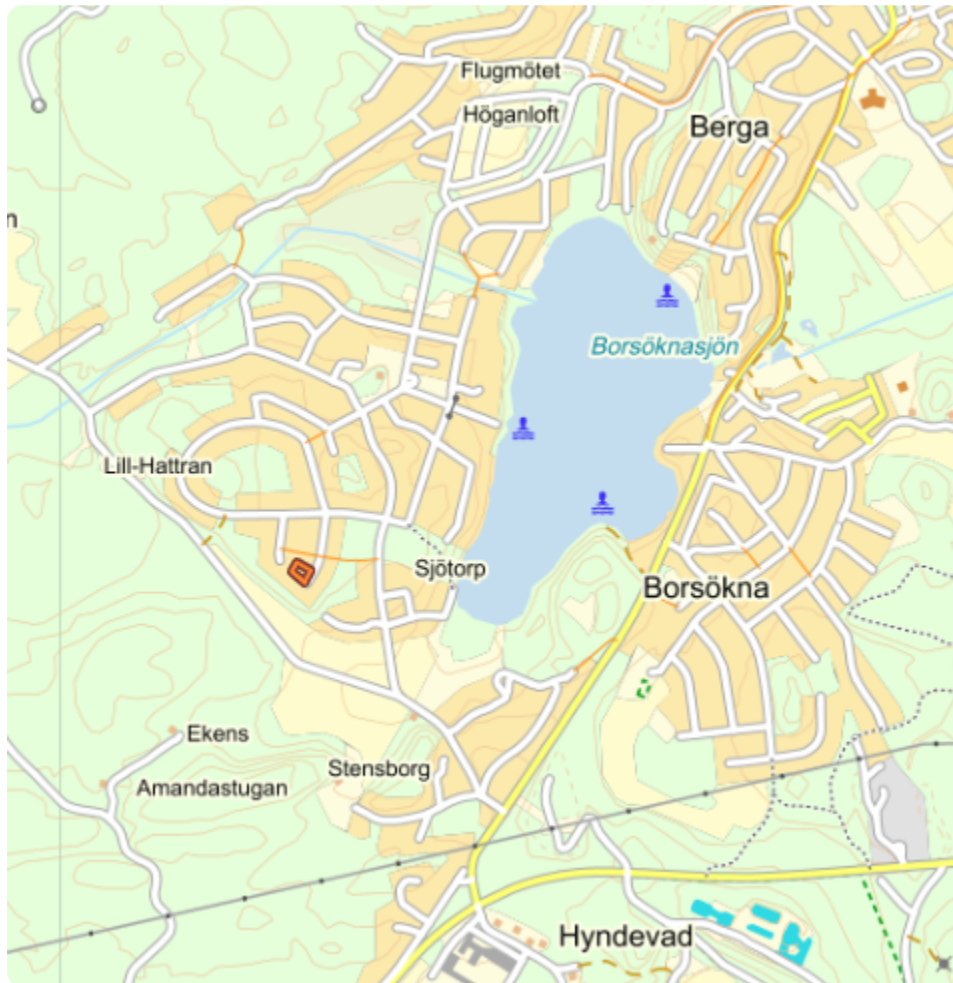 Flugmötet
Höganloft
Berga
n
Borsöknasjön
Lill-Hattran
Sjötorp
Borsökna
Ekens
Stensborg
Amandastugan
Hyndevad